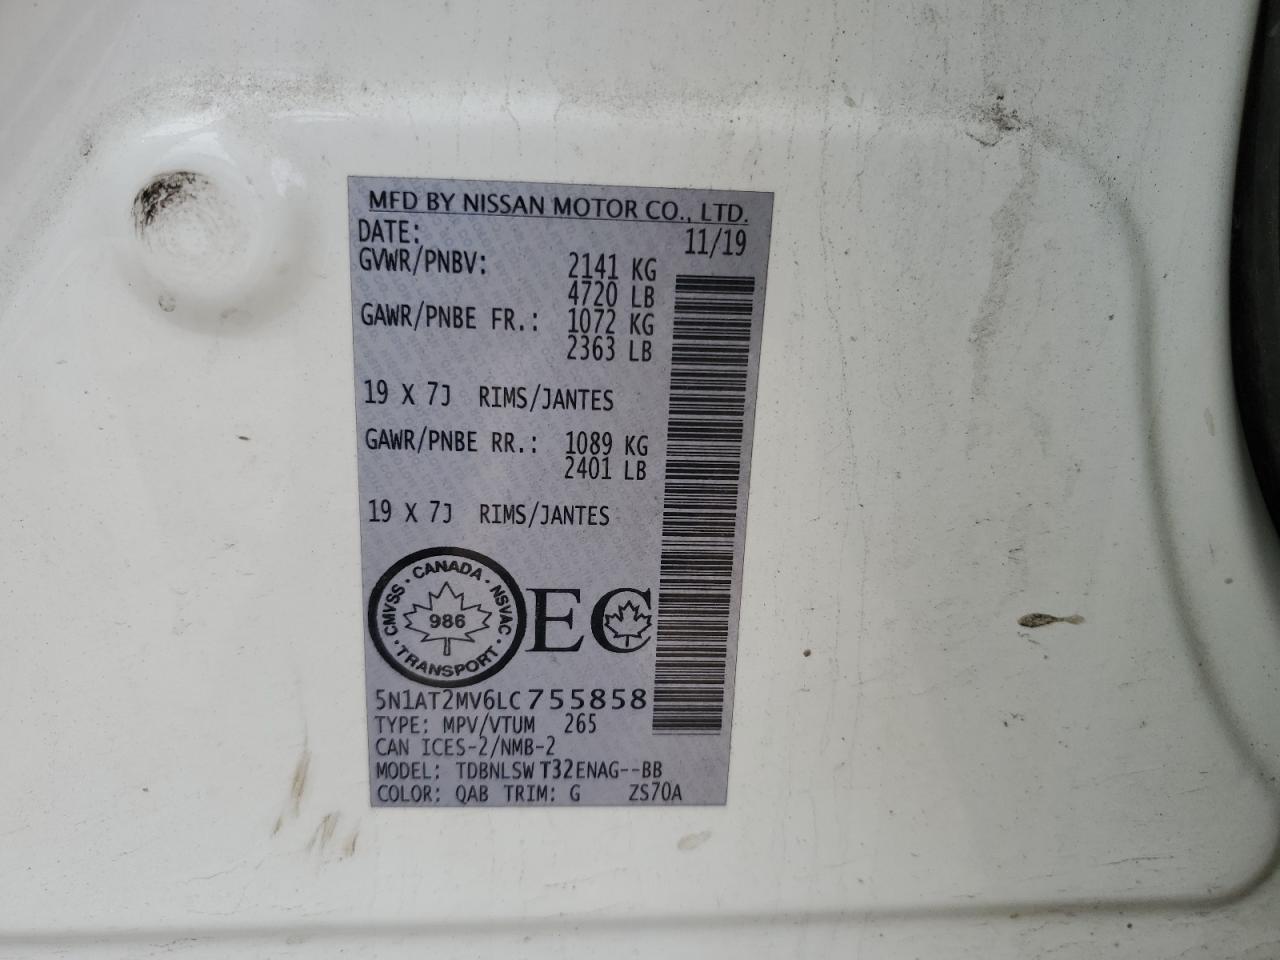 MFD BY NISSAN MOTOR CO., LTD.
DATE: 11/19
GVWR/PNBV: 2141 KG
4720 LB
GAWR/PNBE FR.: 1072 KG
2363 LB
19 X 7J RIMS/JANTES
GAWR/PNBE RR.: 1089 KG
2401 LB
19 X 7J RIMS/JANTES
CMVSS · CANADA · NSVAC · TRANSPORT ·
986
EC
5N1AT2MV6LC755858
TYPE: MPV/VTUM 265
CAN ICES-2/NMB-2
MODEL: TDBNLSW T32ENAG--BB
COLOR: QAB TRIM: G ZS70A